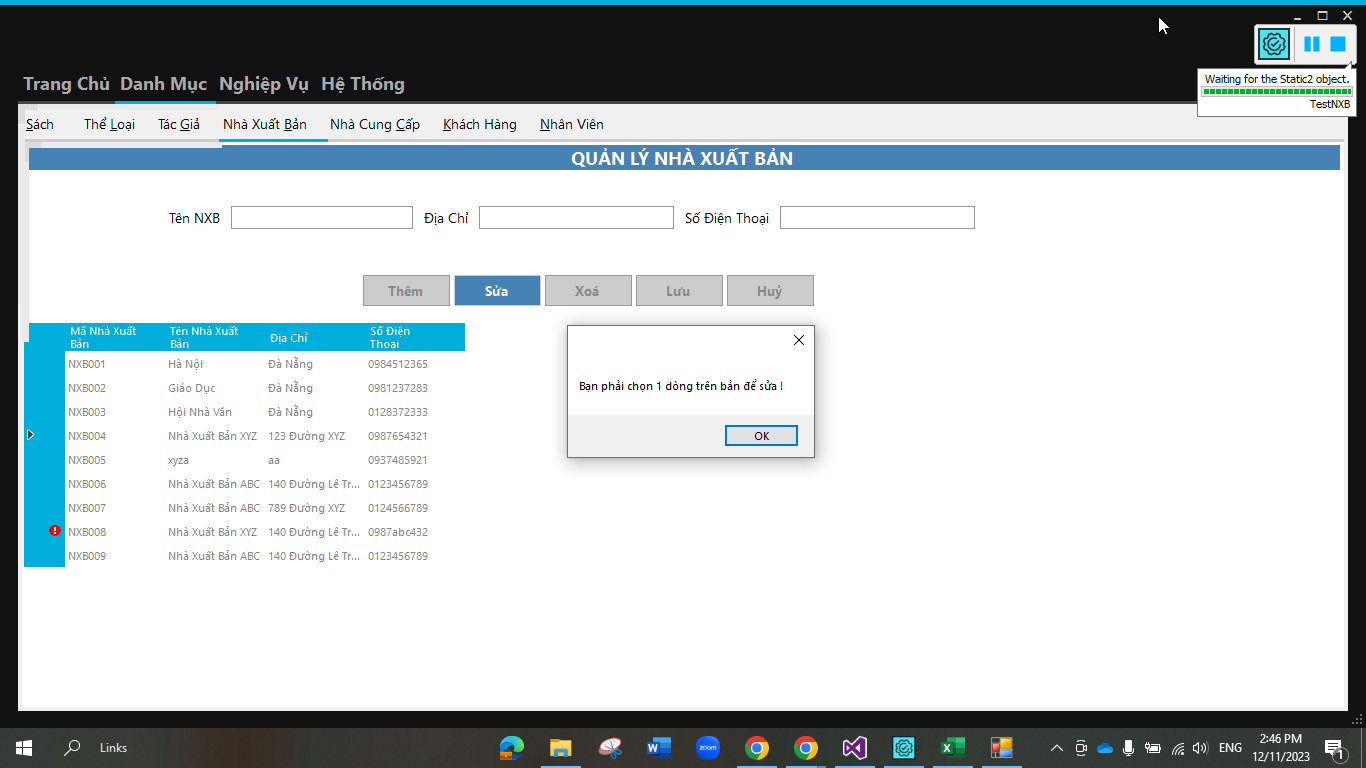 Waiting for the Static2 object.
TestNXB
Trang Chủ Danh Mục Nghiệp Vụ Hệ Thống
Sách Thể Loại Tác Giả Nhà Xuất Bản Nhà Cung Cấp Khách Hàng Nhân Viên
QUẢN LÝ NHÀ XUẤT BẢN
Tên NXB Địa Chỉ Số Điện Thoại
Thêm Sửa Xoá Lưu Huỷ
Mã Nhà Xuất Bản Tên Nhà Xuất Bản Địa Chỉ Số Điện Thoại
NXB001 Hà Nội Đà Nẵng 0984512365
NXB002 Giáo Dục Đà Nẵng 0981237283
NXB003 Hội Nhà Văn Đà Nẵng 0128372333
NXB004 Nhà Xuất Bản XYZ 123 Đường XYZ 0987654321
NXB005 xyza aa 0937485921
NXB006 Nhà Xuất Bản ABC 140 Đường Lê Tr... 0123456789
NXB007 Nhà Xuất Bản ABC 789 Đường XYZ 0124566789
NXB008 Nhà Xuất Bản XYZ 140 Đường Lê Tr... 0987abc432
NXB009 Nhà Xuất Bản ABC 140 Đường Lê Tr... 0123456789
Bạn phải chọn 1 dòng trên bản để sửa !
OK
Links
zoom
ENG
2:46 PM
12/11/2023
1